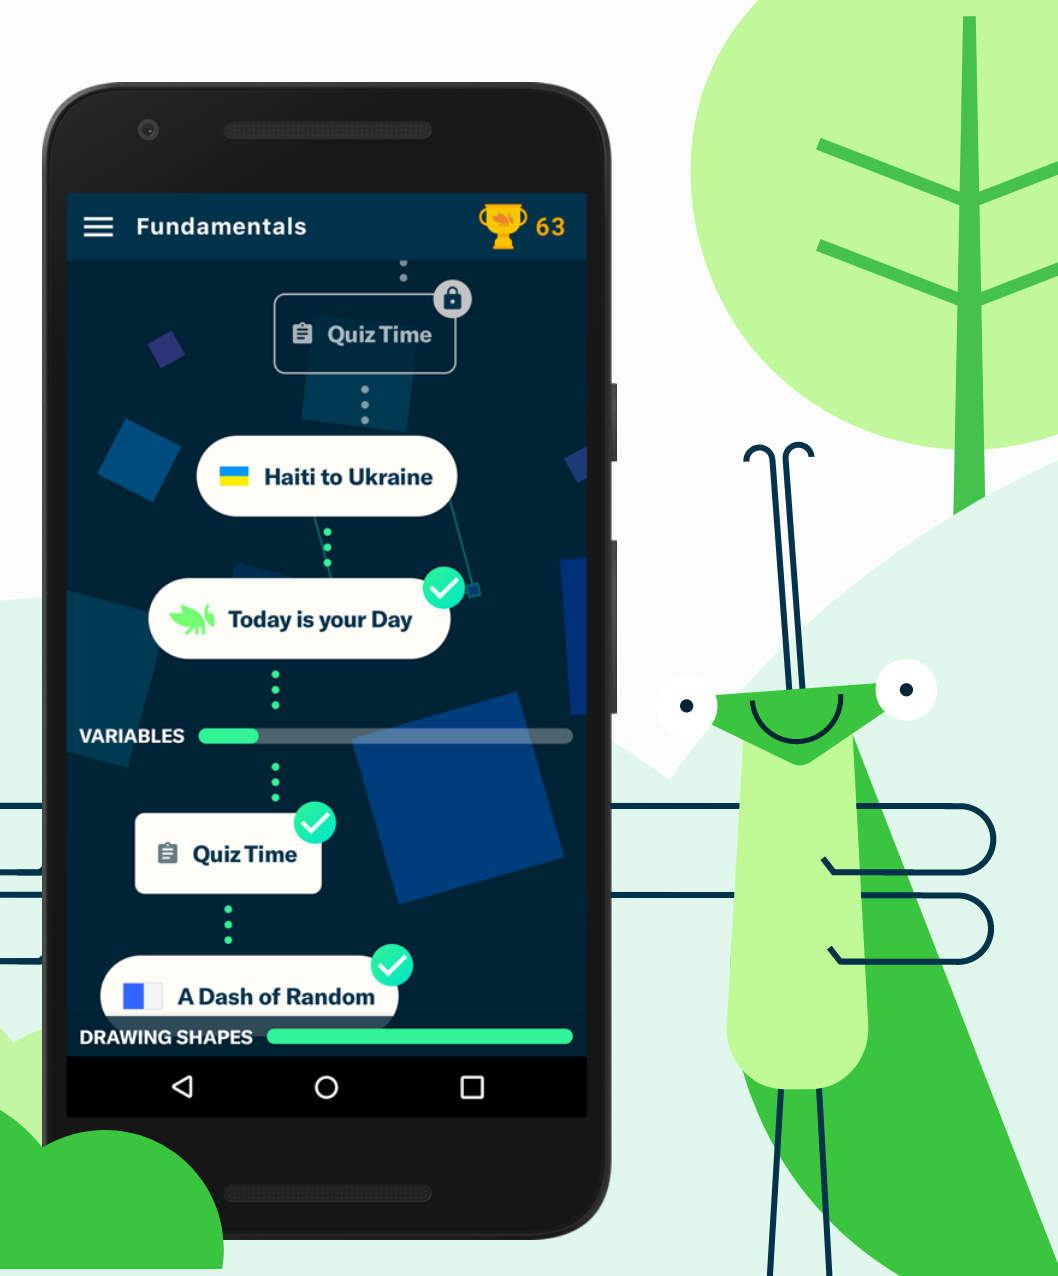 Fundamentals
63
Quiz Time
Haiti to Ukraine
Today is your Day
VARIABLES
Quiz Time
A Dash of Random
DRAWING SHAPES